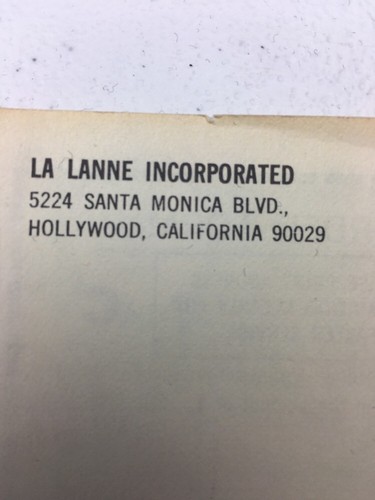 LA LANNE INCORPORATED
5224 SANTA MONICA BLVD.,
HOLLYWOOD, CALIFORNIA 90029